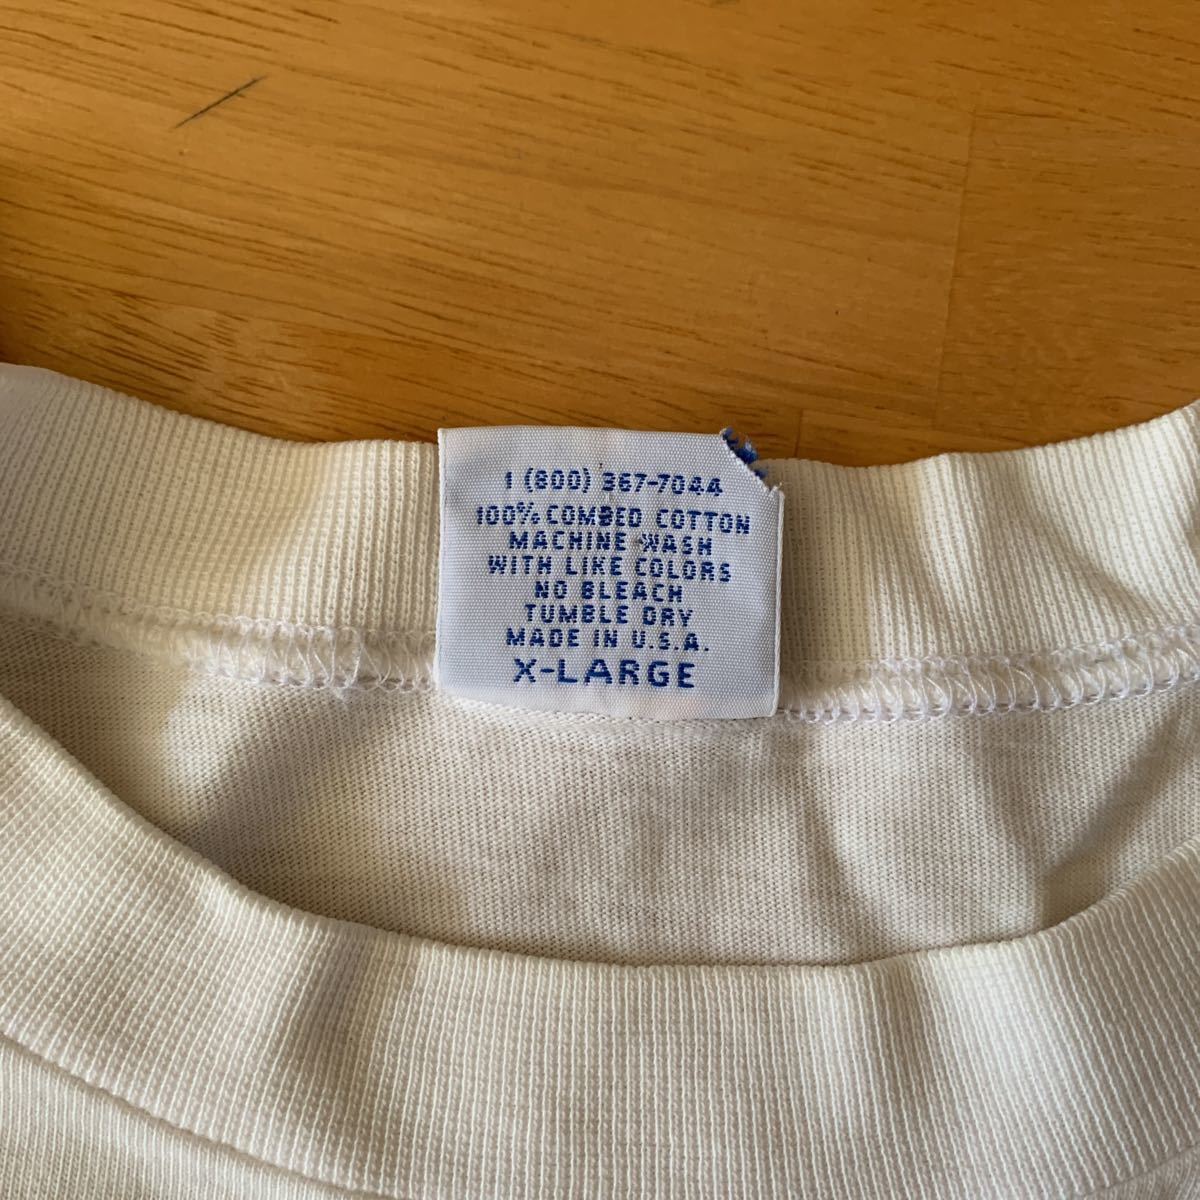 1 (800) 367-7044
100% COMBED COTTON
MACHINE WASH
WITH LIKE COLORS
NO BLEACH
TUMBLE DRY
MADE IN U.S.A.
X-LARGE